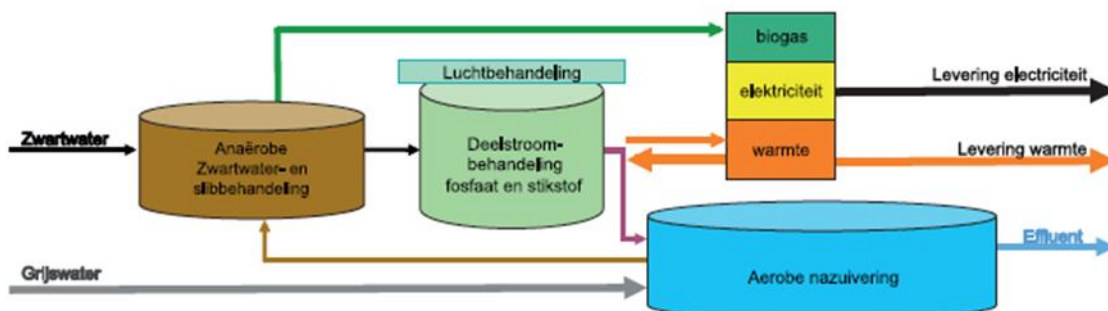 biogas
Luchtbehandeling
elektriciteit
Levering electriciteit
Zwartwater
Anaërobe
Zwartwater- en
slibbehandeling
Deelstroom-
behandeling
fosfaat en stikstof
warmte
Levering warmte
Effluent
Grijswater
Aerobe nazuivering